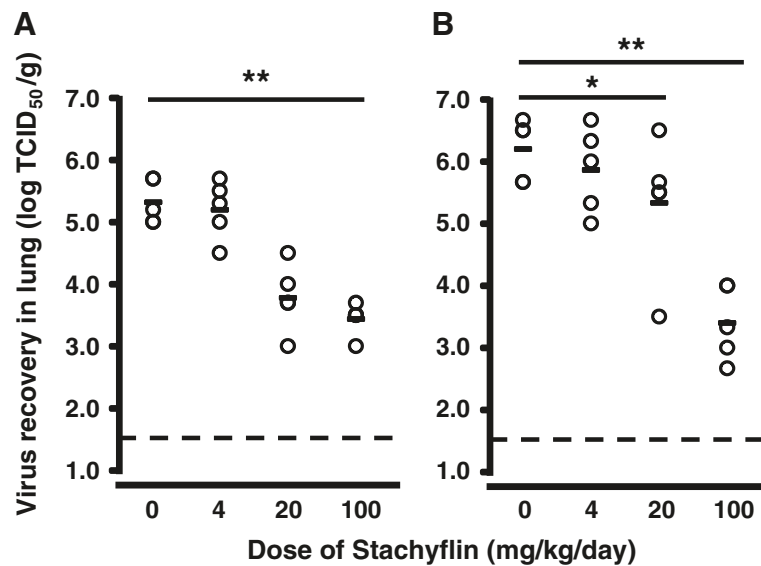 A
B
Virus recovery in lung (log TCID50/g)
**
7.0
6.0
5.0
4.0
3.0
2.0
1.0
0 4 20 100
**
*
7.0
6.0
5.0
4.0
3.0
2.0
1.0
0 4 20 100
Dose of Stachyflin (mg/kg/day)